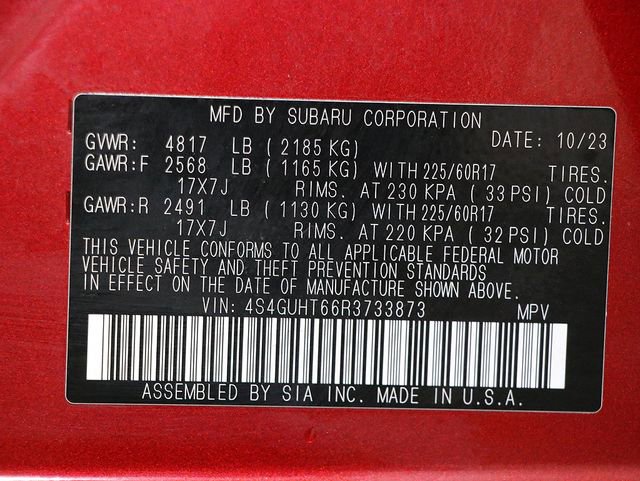 MFD BY SUBARU CORPORATION
GVWR: 4817 LB ( 2185 KG) DATE: 10/23
GAWR:F 2568 LB ( 1165 KG) WITH 225/60R17 TIRES.
17X7J RIMS. AT 230 KPA ( 33 PSI) COLD
GAWR:R 2491 LB ( 1130 KG) WITH 225/60R17 TIRES.
17X7J RIMS. AT 220 KPA ( 32 PSI) COLD
THIS VEHICLE CONFORMS TO ALL APPLICABLE FEDERAL MOTOR
VEHICLE SAFETY AND THEFT PREVENTION STANDARDS
IN EFFECT ON THE DATE OF MANUFACTURE SHOWN ABOVE.
VIN: 4S4GUHT66R3733873 MPV
ASSEMBLED BY SIA INC. MADE IN U.S.A.